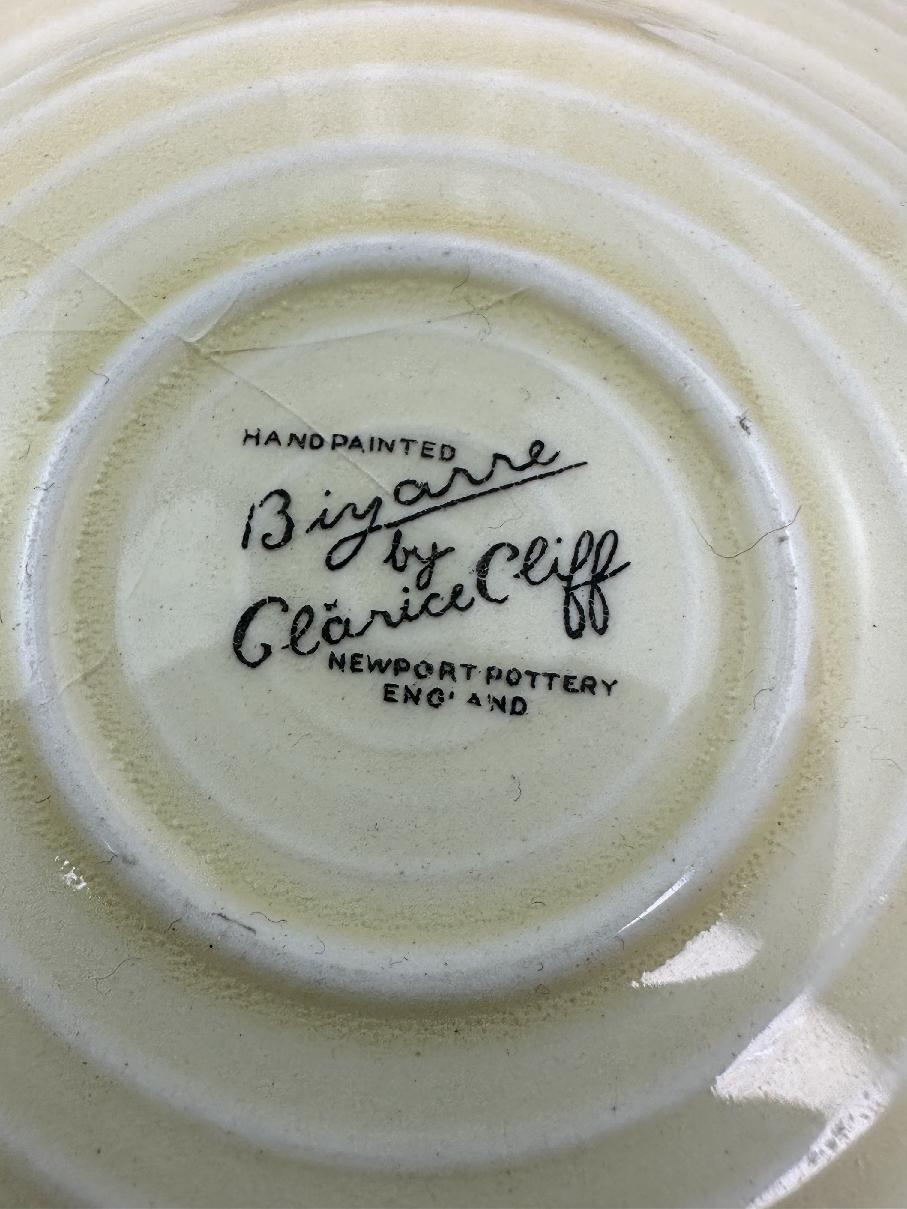 HANDPAINTED
Bizarre
by
Clarice Cliff
NEWPORT POTTERY
ENGLAND